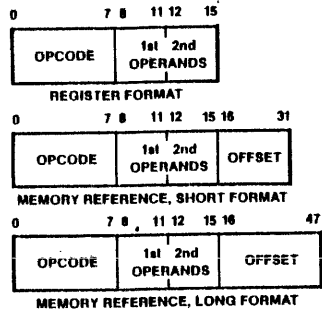 0 7 8 11 12 15
OPCODE 1st 2nd
OPERANDS
REGISTER FORMAT
0 7 8 11 12 15 16 31
OPCODE 1st 2nd
OPERANDS OFFSET
MEMORY REFERENCE, SHORT FORMAT
0 7 8 11 12 15 16 47
OPCODE 1st 2nd
OPERANDS OFFSET
MEMORY REFERENCE, LONG FORMAT